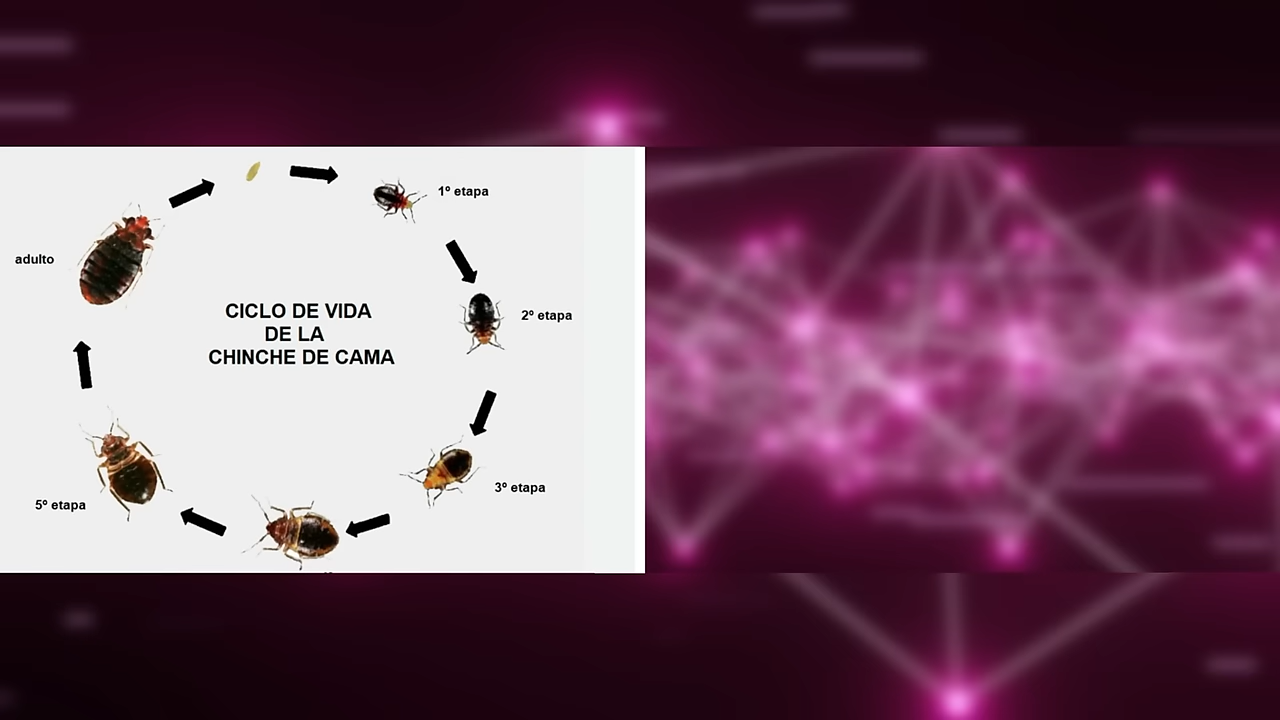 1º etapa
adulto
2º etapa
CICLO DE VIDA
DE LA
CHINCHE DE CAMA
3º etapa
5º etapa